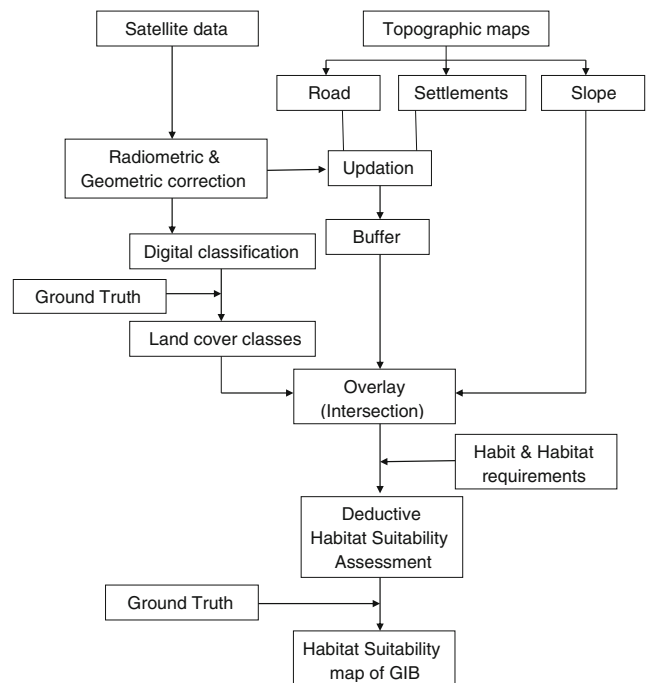 Satellite data
Topographic maps
Road
Settlements
Slope
Radiometric &
Geometric correction
Updation
Digital classification
Buffer
Ground Truth
Land cover classes
Overlay
(Intersection)
Habit & Habitat
requirements
Deductive
Habitat Suitability
Assessment
Ground Truth
Habitat Suitability
map of GIB